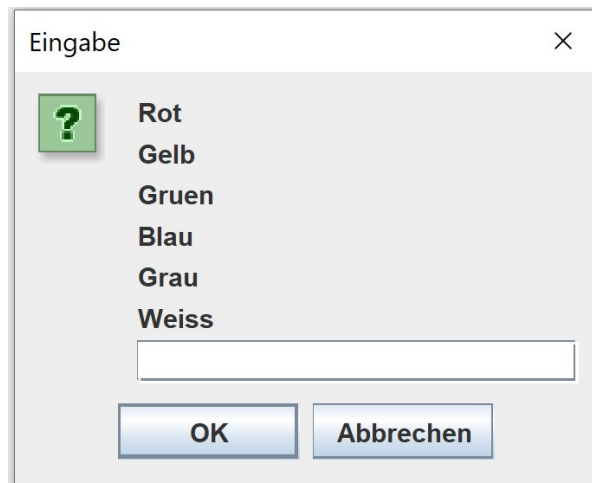 Eingabe
?
Rot
Gelb
Gruen
Blau
Grau
Weiss
OK Abbrechen